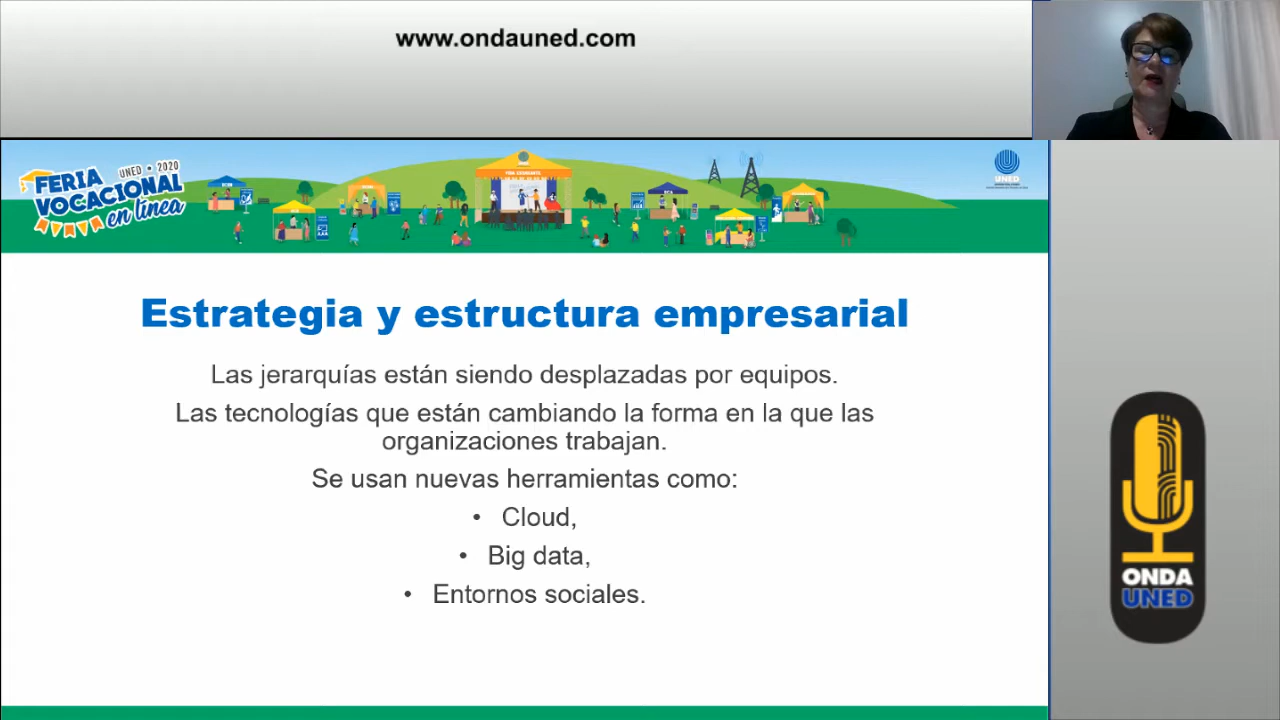 www.ondauned.com
UNED • 2020
FERIA
VOCACIONAL
en línea
UNED
Estrategia y estructura empresarial
Las jerarquías están siendo desplazadas por equipos.
Las tecnologías que están cambiando la forma en la que las
organizaciones trabajan.
Se usan nuevas herramientas como:
• Cloud,
• Big data,
• Entornos sociales.
ONDA
UNED